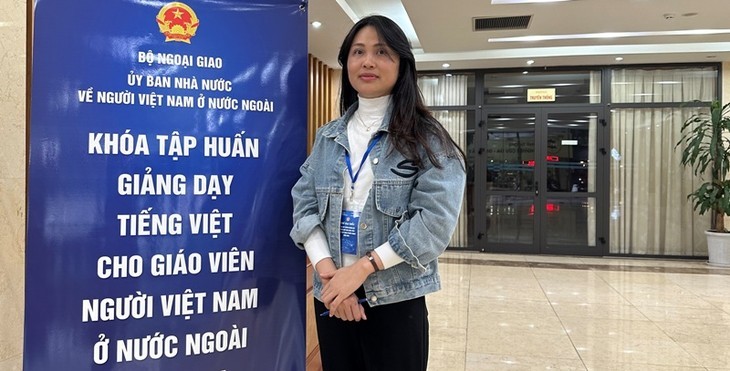 BỘ NGOẠI GIAO
ỦY BAN NHÀ NƯỚC
VỀ NGƯỜI VIỆT NAM Ở NƯỚC NGOÀI
KHÓA TẬP HUẤN
GIẢNG DẠY
TIẾNG VIỆT
CHO GIÁO VIÊN
NGƯỜI VIỆT NAM
Ở NƯỚC NGOÀI